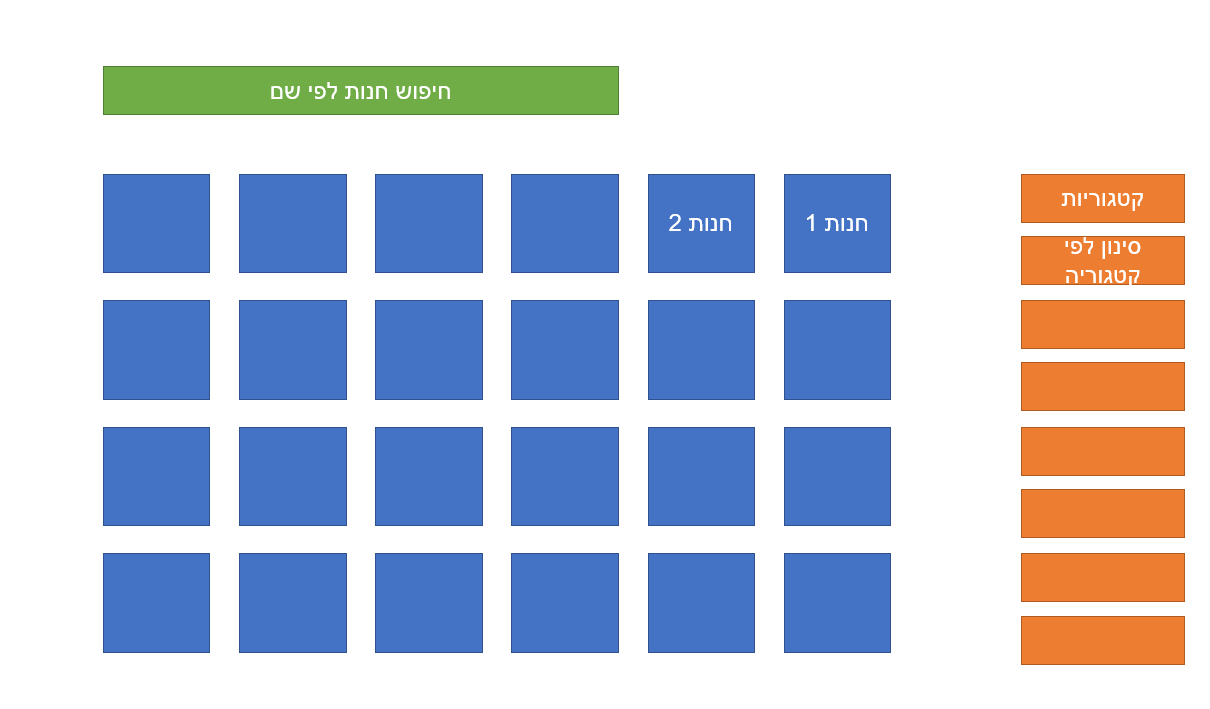 חיפוש חנות לפי שם
חנות 1
חנות 2
קטגוריות
סינון לפי
קטגוריה